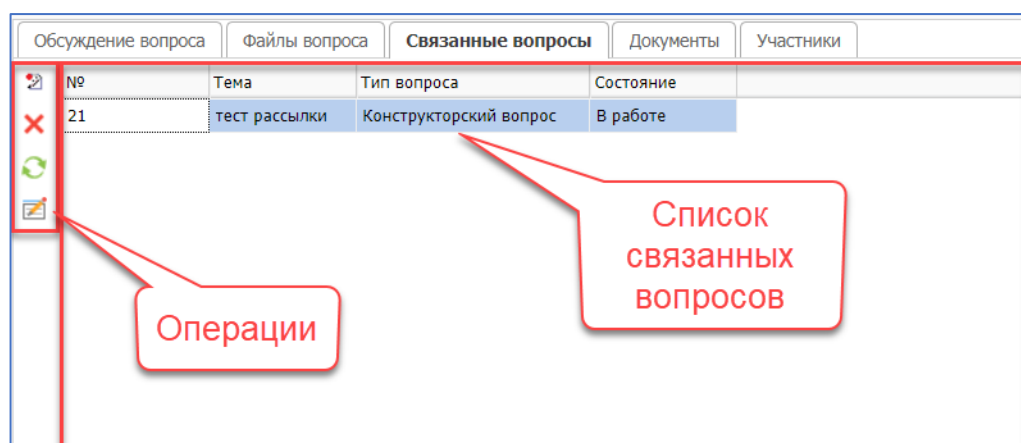 Обсуждение вопроса Файлы вопроса Связанные вопросы Документы Участники
№ Тема Тип вопроса Состояние
21 тест рассылки Конструкторский вопрос В работе
Список
связанных
вопросов
Операции